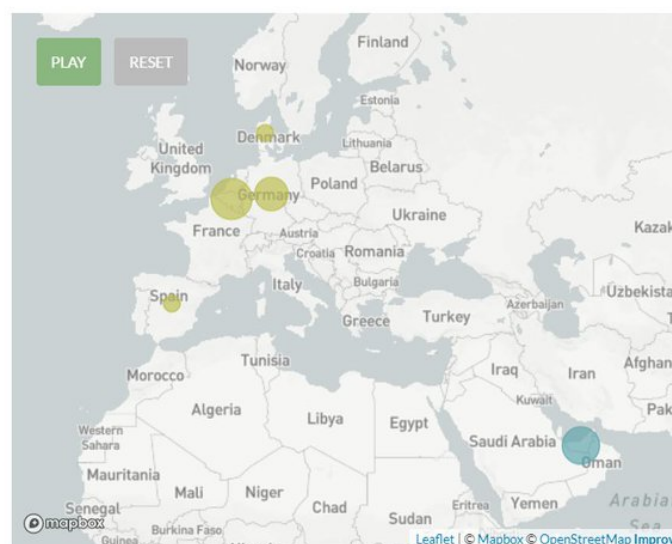 PLAY
RESET
Finland
Norway
Estonia
Denmark
Lithuania
United
Kingdom
Belarus
Poland
Germany
Ukraine
France
Kazak
Austria
Croatia
Romania
Bulgaria
Spain
Italy
Uzbekista
Azerbaijan
Greece
Turkey
Tunisia
Morocco
Iraq
Iran
Afghan
Algeria
Kuwait
Libya
Egypt
Pak
Western
Sahara
Saudi Arabia
Oman
Mauritania
Mali
Niger
Chad
Sudan
Eritrea
Yemen
Arabia
Senegal
Sea
mapbox
Guinea
Burkina Faso
Leaflet | © Mapbox © OpenStreetMap Improv